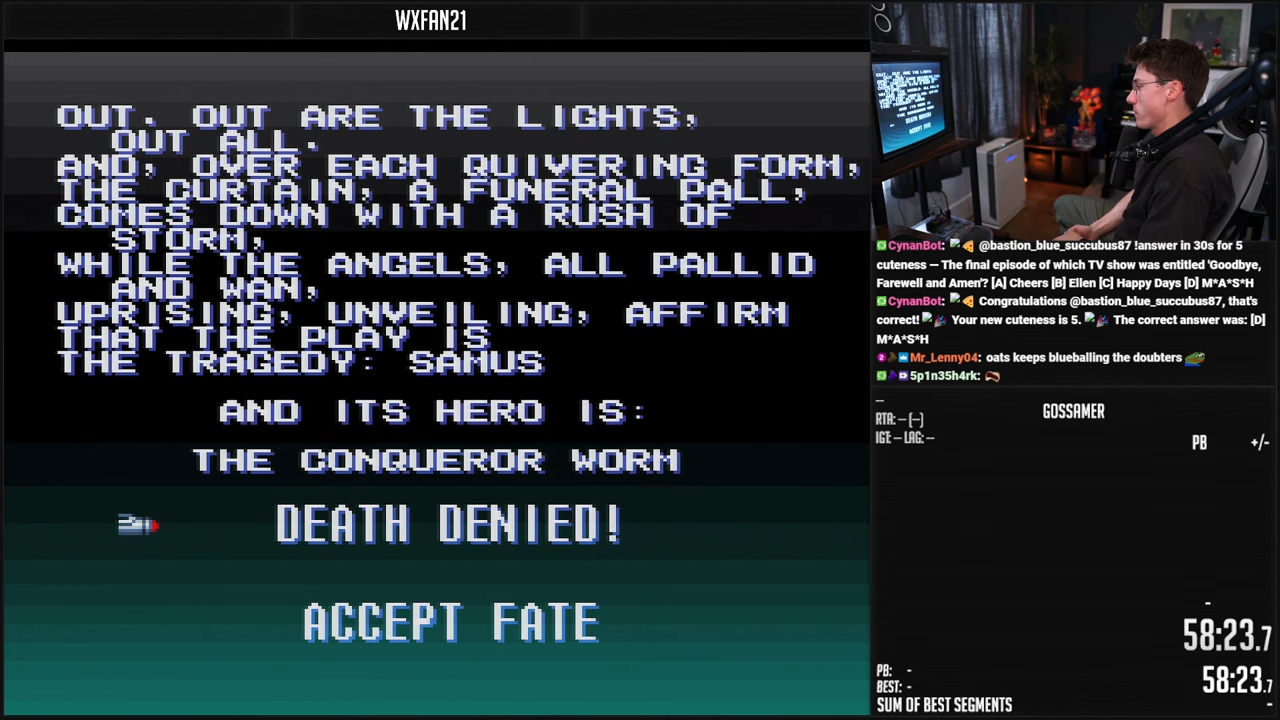 WXFAN21
OUT. OUT ARE THE LIGHTS,
OUT ALL.
AND, OVER EACH QUIVERING FORM,
THE CURTAIN, A FUNERAL PALL,
COMES DOWN WITH A RUSH OF
STORM,
WHILE THE ANGELS, ALL PALLID
AND WAN,
UPRISING, UNVEILING, AFFIRM
THAT THE PLAY IS
THE TRAGEDY: SAMUS
AND ITS HERO IS:
THE CONQUEROR WORM
DEATH DENIED!
ACCEPT FATE
CynanBot: @bastion_blue_succubus87 !answer in 30s for 5
cuteness — The final episode of which TV show was entitled 'Goodbye,
Farewell and Amen'? [A] Cheers [B] Ellen [C] Happy Days [D] M*A*S*H
CynanBot: Congratulations @bastion_blue_succubus87, that's
correct! Your new cuteness is 5. The correct answer was: [D]
M*A*S*H
2 Mr_Lenny04: oats keeps blueballing the doubters
5p1n35h4rk:
—
RTA: — (—)
IGT: — LAG: —
GOSSAMER
PB +/-
-
58:23.7
PB: -
BEST: -
58:23.7
SUM OF BEST SEGMENTS -